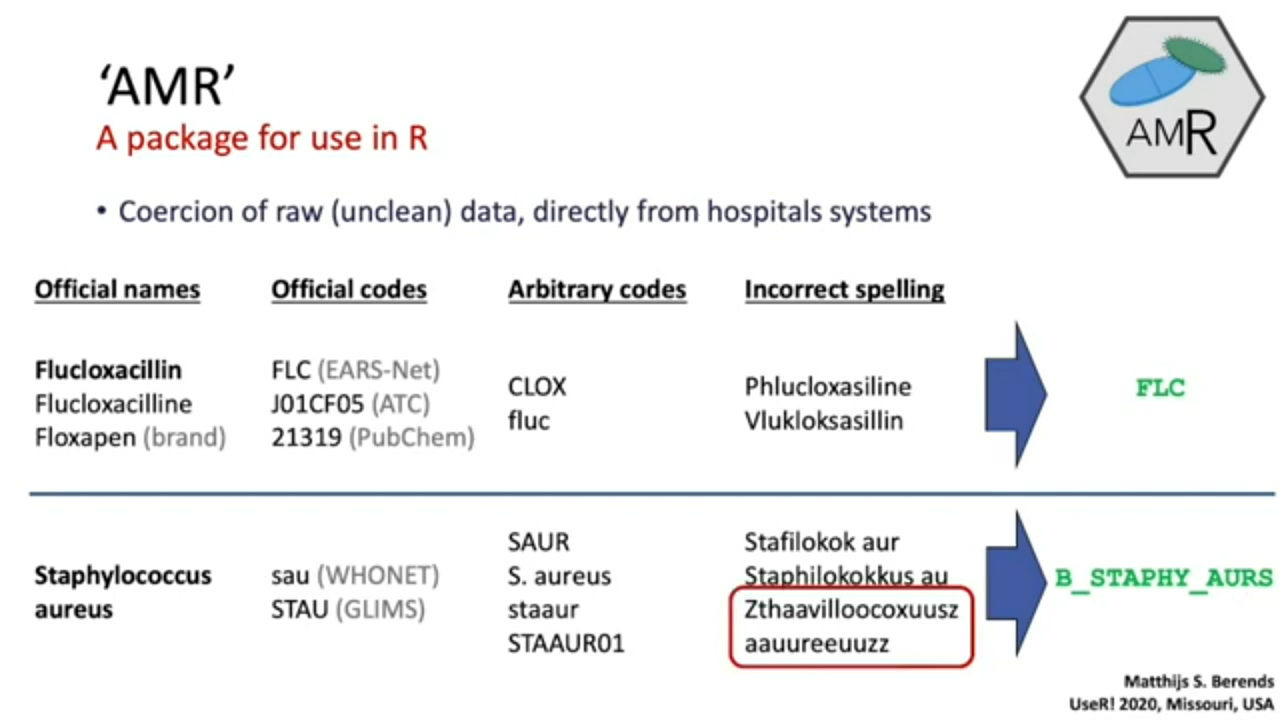 ‘AMR’
A package for use in R
AMR
• Coercion of raw (unclean) data, directly from hospitals systems
Official names
Official codes
Arbitrary codes
Incorrect spelling
Flucloxacillin
Flucloxacilline
Floxapen (brand)
FLC (EARS-Net)
J01CF05 (ATC)
21319 (PubChem)
CLOX
fluc
Phlucloxasiline
Vlukloksasillin
FLC
Staphylococcus
aureus
sau (WHONET)
STAU (GLIMS)
SAUR
S. aureus
staaur
STAAUR01
Stafilokok aur
Staphilokokkus au
Zthaavilloocoxuusz
aauureeuuzz
B_STAPHY_AURS
Matthijs S. Berends
UseR! 2020, Missouri, USA